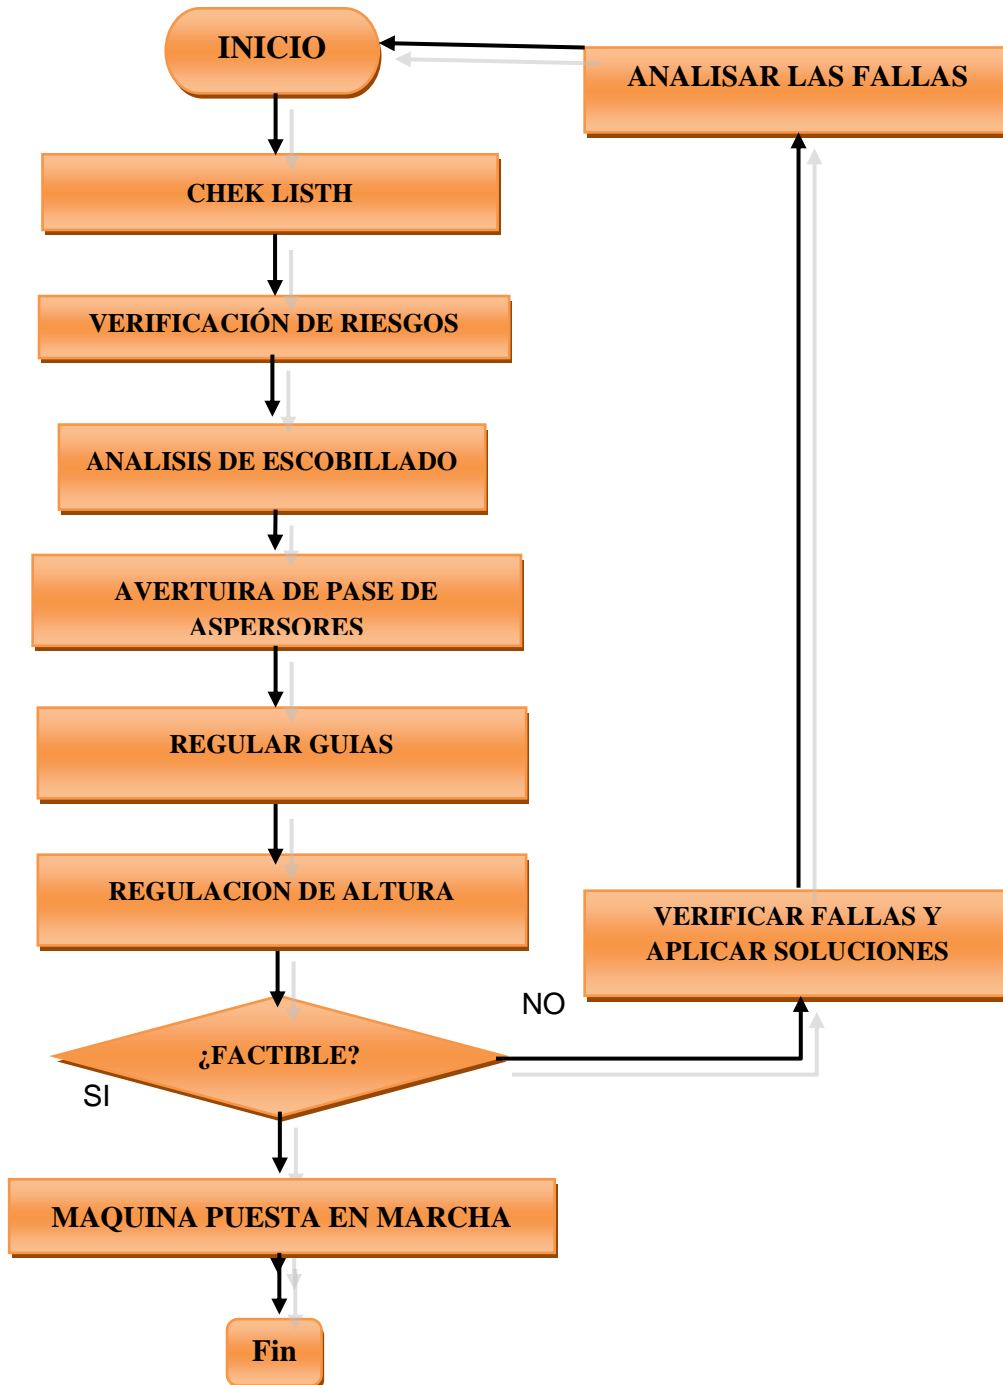 INICIO
ANALISAR LAS FALLAS
CHEK LISTH
VERIFICACIÓN DE RIESGOS
ANALISIS DE ESCOBILLADO
AVERTUIRA DE PASE DE
ASPERSORES
REGULAR GUIAS
REGULACION DE ALTURA
VERIFICAR FALLAS Y
APLICAR SOLUCIONES
NO
¿FACTIBLE?
SI
MAQUINA PUESTA EN MARCHA
Fin